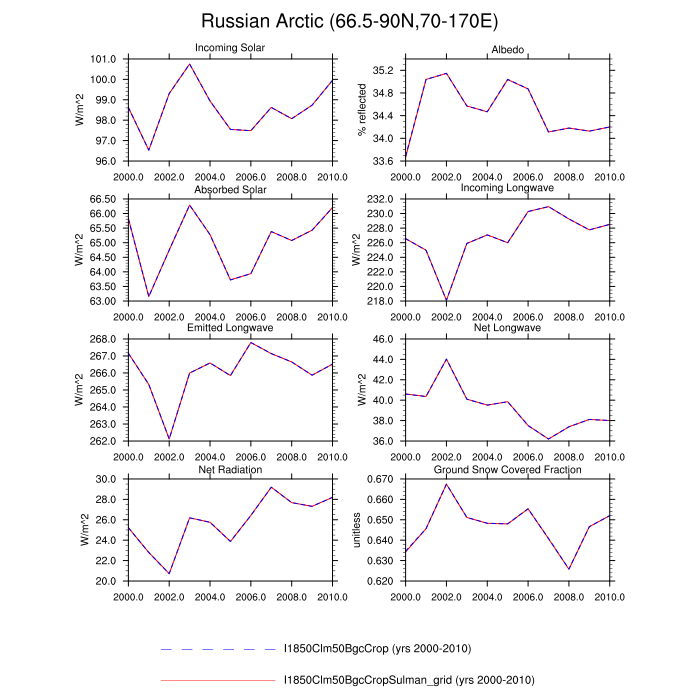 Russian Arctic (66.5-90N,70-170E)
Incoming Solar
W/m^2
101.0
100.0
99.0
98.0
97.0
96.0
2000.0 2002.0 2004.0 2006.0 2008.0 2010.0
Albedo
% reflected
35.2
34.8
34.4
34.0
33.6
2000.0 2002.0 2004.0 2006.0 2008.0 2010.0
Absorbed Solar
W/m^2
66.50
66.00
65.50
65.00
64.50
64.00
63.50
63.00
2000.0 2002.0 2004.0 2006.0 2008.0 2010.0
Incoming Longwave
W/m^2
232.0
230.0
228.0
226.0
224.0
222.0
220.0
218.0
2000.0 2002.0 2004.0 2006.0 2008.0 2010.0
Emitted Longwave
W/m^2
268.0
267.0
266.0
265.0
264.0
263.0
262.0
2000.0 2002.0 2004.0 2006.0 2008.0 2010.0
Net Longwave
W/m^2
46.0
44.0
42.0
40.0
38.0
36.0
2000.0 2002.0 2004.0 2006.0 2008.0 2010.0
Net Radiation
W/m^2
30.0
28.0
26.0
24.0
22.0
20.0
2000.0 2002.0 2004.0 2006.0 2008.0 2010.0
Ground Snow Covered Fraction
unitless
0.670
0.660
0.650
0.640
0.630
0.620
2000.0 2002.0 2004.0 2006.0 2008.0 2010.0
I1850Clm50BgcCrop (yrs 2000-2010)
I1850Clm50BgcCropSulman_grid (yrs 2000-2010)